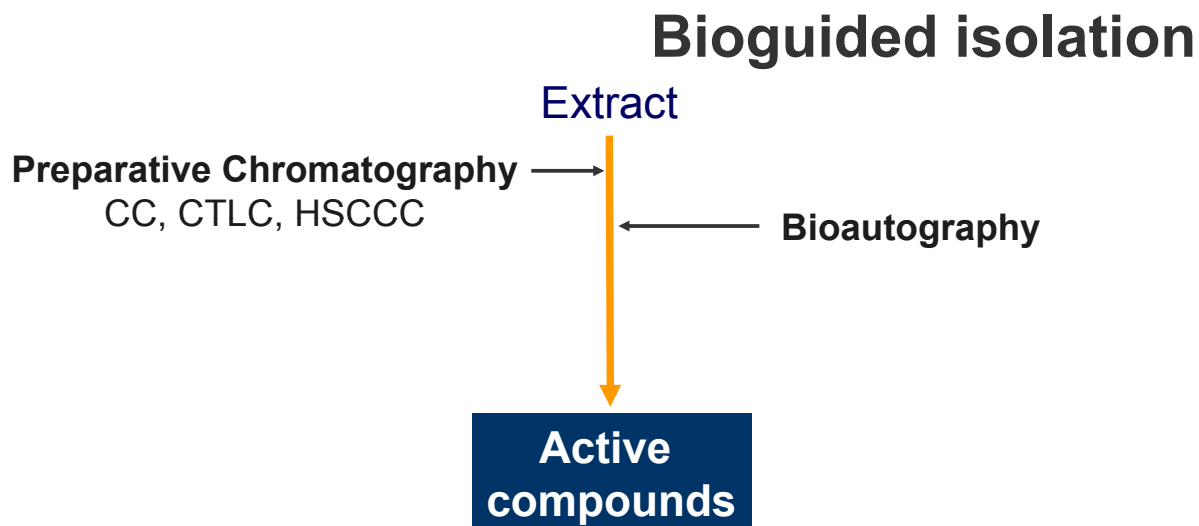 Bioguided isolation
Extract
Preparative Chromatography
CC, CTLC, HSCCC
Bioautography
Active
compounds